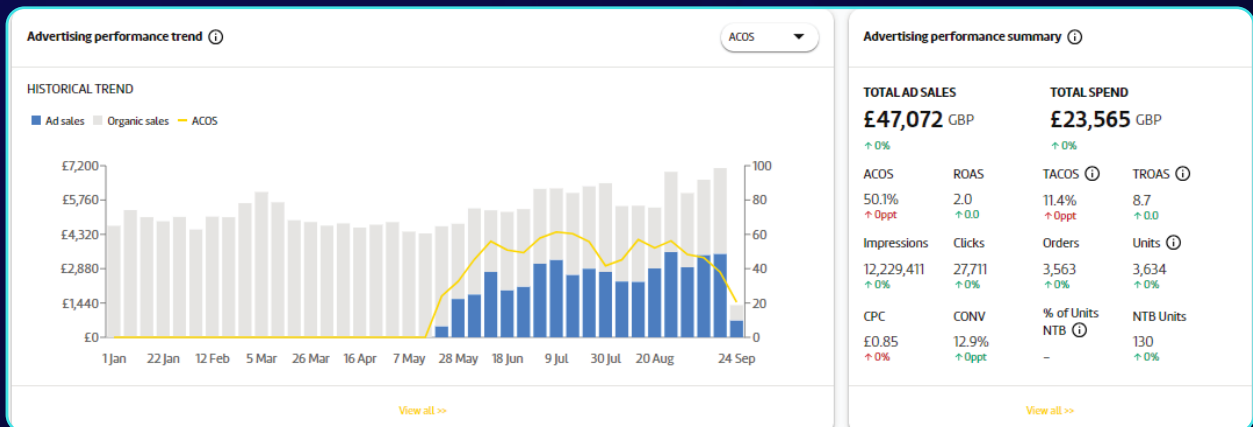 Advertising performance trend
ACOS
HISTORICAL TREND
Ad sales Organic sales ACOS
£7,200 100
£5,760 80
£4,320 60
£2,880 40
£1,440 20
£0 0
1 Jan 22 Jan 12 Feb 5 Mar 26 Mar 16 Apr 7 May 28 May 18 Jun 9 Jul 30 Jul 20 Aug 24 Sep
View all >>
Advertising performance summary
TOTAL AD SALES TOTAL SPEND
£47,072 GBP £23,565 GBP
↑ 0% ↑ 0%
ACOS ROAS TACOS TROAS
50.1% 2.0 11.4% 8.7
↑ 0ppt ↑ 0.0 ↑ 0ppt ↑ 0.0
Impressions Clicks Orders Units
12,229,411 27,711 3,563 3,634
↑ 0% ↑ 0% ↑ 0% ↑ 0%
CPC CONV % of Units NTB NTB Units
£0.85 12.9% – 130
↑ 0% ↑ 0ppt ↑ 0%
View all >>